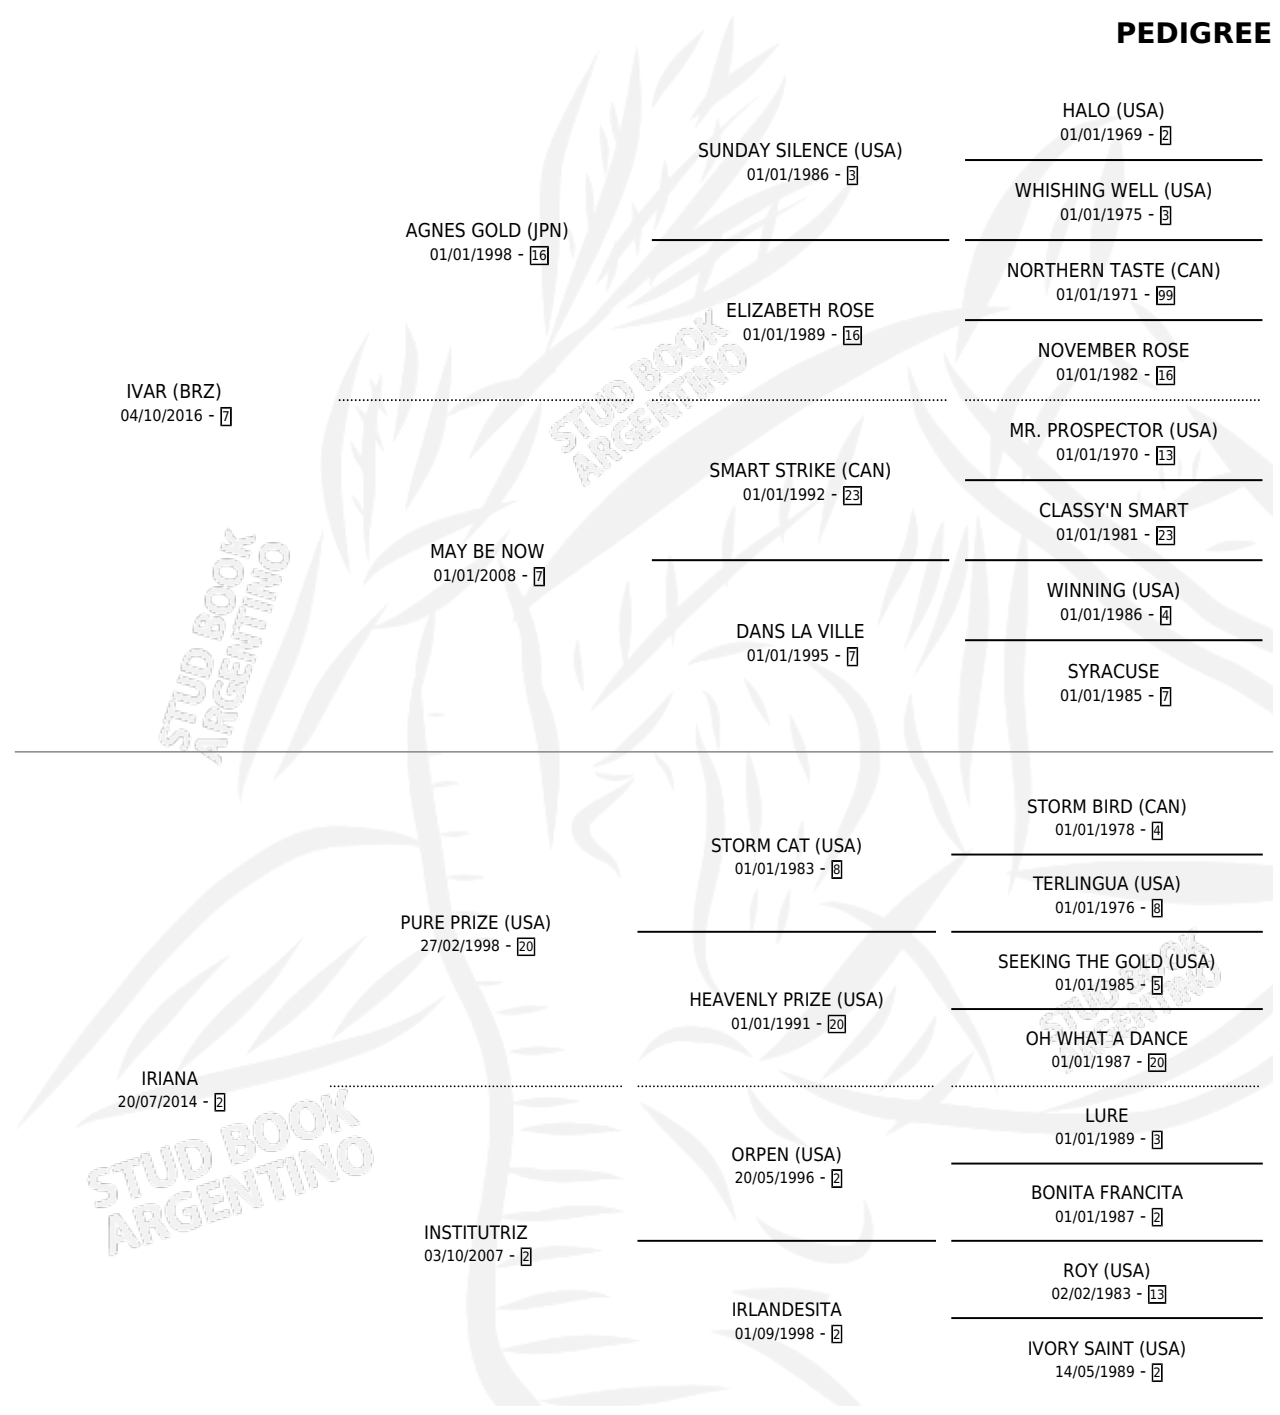 PEDIGREE
HALO (USA)
01/01/1969 - 2
SUNDAY SILENCE (USA)
01/01/1986 - 3
WHISHING WELL (USA)
01/01/1975 - 3
AGNES GOLD (JPN)
01/01/1998 - 16
NORTHERN TASTE (CAN)
01/01/1971 - 99
ELIZABETH ROSE
01/01/1989 - 16
NOVEMBER ROSE
01/01/1982 - 16
IVAR (BRZ)
04/10/2016 - 7
MR. PROSPECTOR (USA)
01/01/1970 - 13
SMART STRIKE (CAN)
01/01/1992 - 23
CLASSY'N SMART
01/01/1981 - 23
MAY BE NOW
01/01/2008 - 7
WINNING (USA)
01/01/1986 - 4
DANS LA VILLE
01/01/1995 - 7
SYRACUSE
01/01/1985 - 7
STORM BIRD (CAN)
01/01/1978 - 4
STORM CAT (USA)
01/01/1983 - 8
TERLINGUA (USA)
01/01/1976 - 8
PURE PRIZE (USA)
27/02/1998 - 20
SEEKING THE GOLD (USA)
01/01/1985 - 5
HEAVENLY PRIZE (USA)
01/01/1991 - 20
OH WHAT A DANCE
01/01/1987 - 20
IRIANA
20/07/2014 - 2
LURE
01/01/1989 - 3
ORPEN (USA)
20/05/1996 - 2
BONITA FRANCITA
01/01/1987 - 2
INSTITUTRIZ
03/10/2007 - 2
ROY (USA)
02/02/1983 - 13
IRLANDESITA
01/09/1998 - 2
IVORY SAINT (USA)
14/05/1989 - 2
STUD BOOK
ARGENTINO
STUD BOOK
ARGENTINO
STUD BOOK
ARGENTINO
STUD BOOK
ARGENTINO